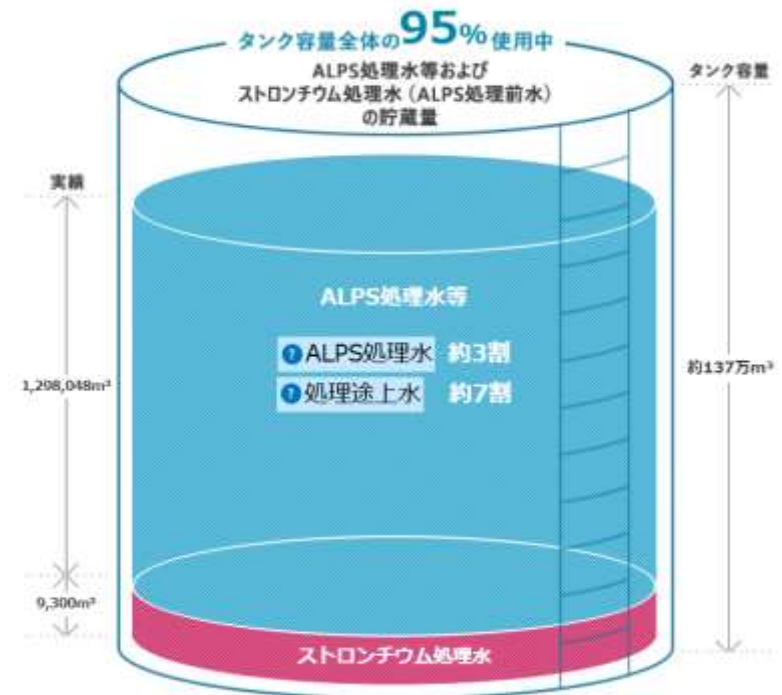 タンク容量全体の95%使用中
ALPS処理水等および
ストロンチウム処理水（ALPS処理前水）
の貯蔵量
タンク容量
実績
ALPS処理水等
? ALPS処理水 約3割
? 処理途上水 約7割
1,298,048m³
約137万m³
9,300m³
ストロンチウム処理水